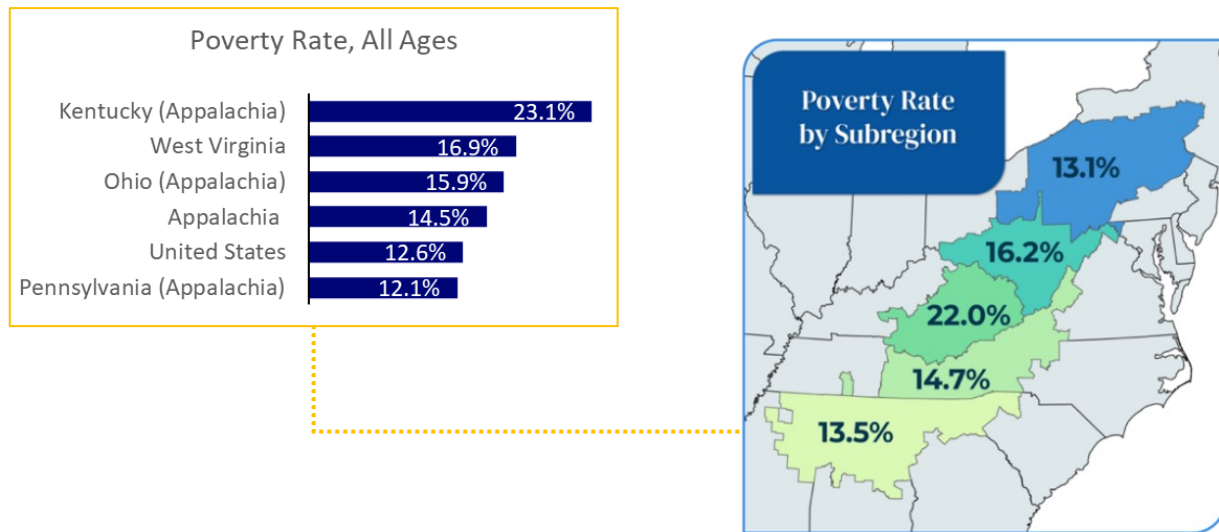 Poverty Rate, All Ages
Kentucky (Appalachia) 23.1%
West Virginia 16.9%
Ohio (Appalachia) 15.9%
Appalachia 14.5%
United States 12.6%
Pennsylvania (Appalachia) 12.1%
Poverty Rate
by Subregion
13.1%
16.2%
22.0%
14.7%
13.5%